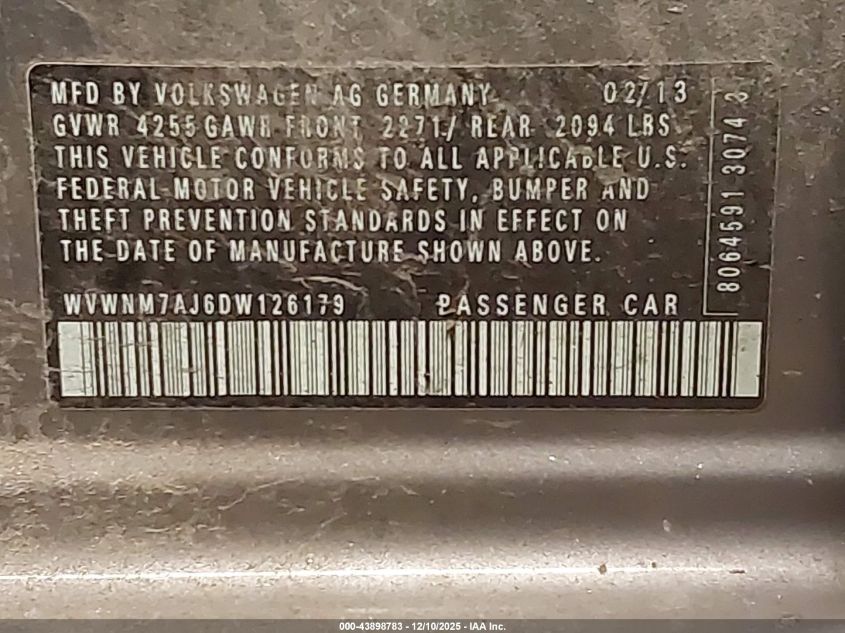 MFD BY VOLKSWAGEN AG GERMANY 02/13
GVWR 4255 GAWR FRONT 2271/ REAR 2094 LBS
THIS VEHICLE CONFORMS TO ALL APPLICABLE U.S.
FEDERAL MOTOR VEHICLE SAFETY, BUMPER AND
THEFT PREVENTION STANDARDS IN EFFECT ON
THE DATE OF MANUFACTURE SHOWN ABOVE.
WVWNM7AJ6DW126179 PASSENGER CAR
8064591 3074 3
000-43898783 - 12/10/2025 - IAA Inc.